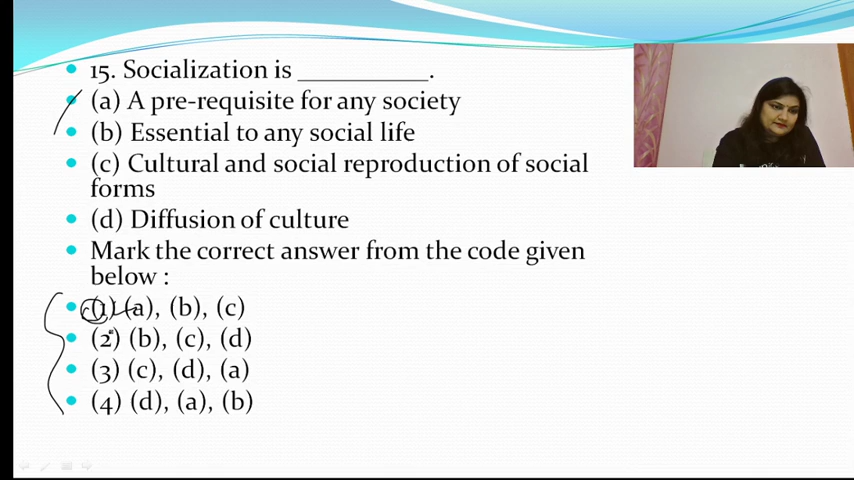 15. Socialization is __________.
(a) A pre-requisite for any society
(b) Essential to any social life
(c) Cultural and social reproduction of social
forms
(d) Diffusion of culture
Mark the correct answer from the code given
below :
(1) (a), (b), (c)
(2) (b), (c), (d)
(3) (c), (d), (a)
(4) (d), (a), (b)